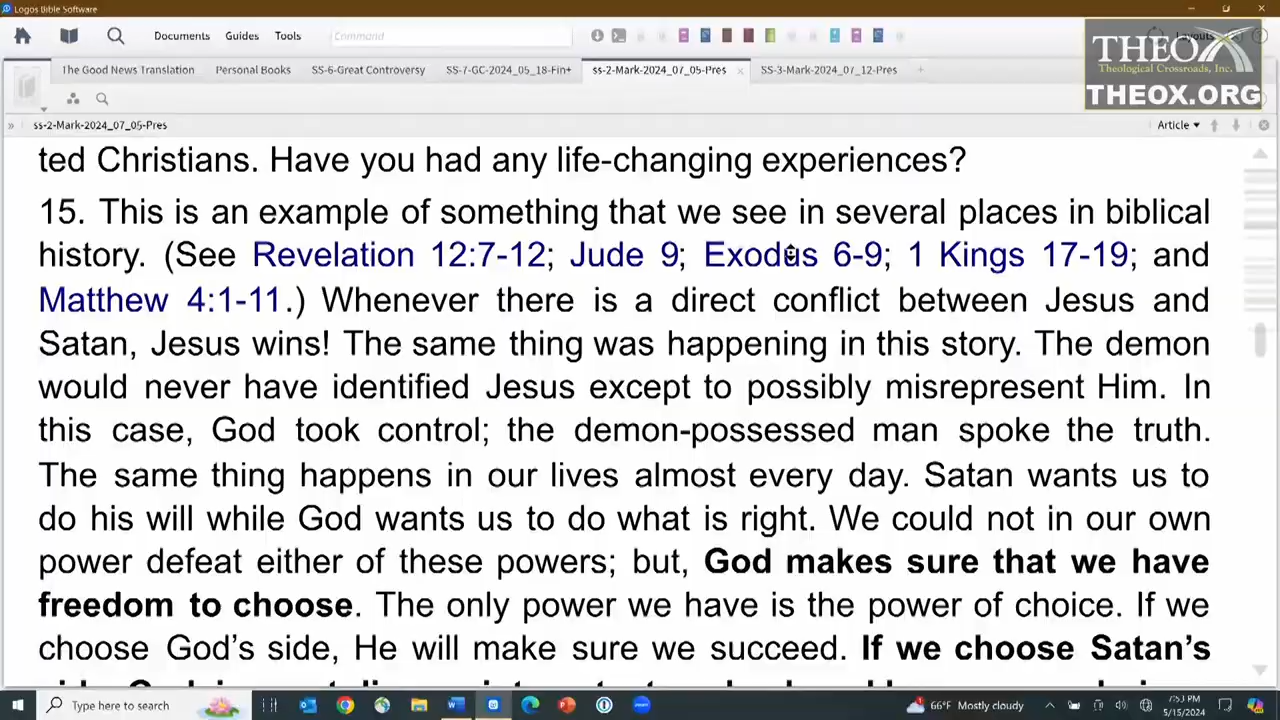 Logos Bible Software
Documents Guides Tools Command Layouts
THEOX
Theological Crossroads, Inc.
THEOX.ORG
The Good News Translation Personal Books SS-6-Great Controvers 05_18-Fin+ ss-2-Mark-2024_07_05-Pres SS-3-Mark-2024_07_12-Pres
ss-2-Mark-2024_07_05-Pres Article
ted Christians. Have you had any life-changing experiences?
15. This is an example of something that we see in several places in biblical
history. (See Revelation 12:7-12; Jude 9; Exodus 6-9; 1 Kings 17-19; and
Matthew 4:1-11.) Whenever there is a direct conflict between Jesus and
Satan, Jesus wins! The same thing was happening in this story. The demon
would never have identified Jesus except to possibly misrepresent Him. In
this case, God took control; the demon-possessed man spoke the truth.
The same thing happens in our lives almost every day. Satan wants us to
do his will while God wants us to do what is right. We could not in our own
power defeat either of these powers; but, God makes sure that we have
freedom to choose. The only power we have is the power of choice. If we
choose God's side, He will make sure we succeed. If we choose Satan's
Type here to search 66°F Mostly cloudy 7:53 PM
5/15/2024